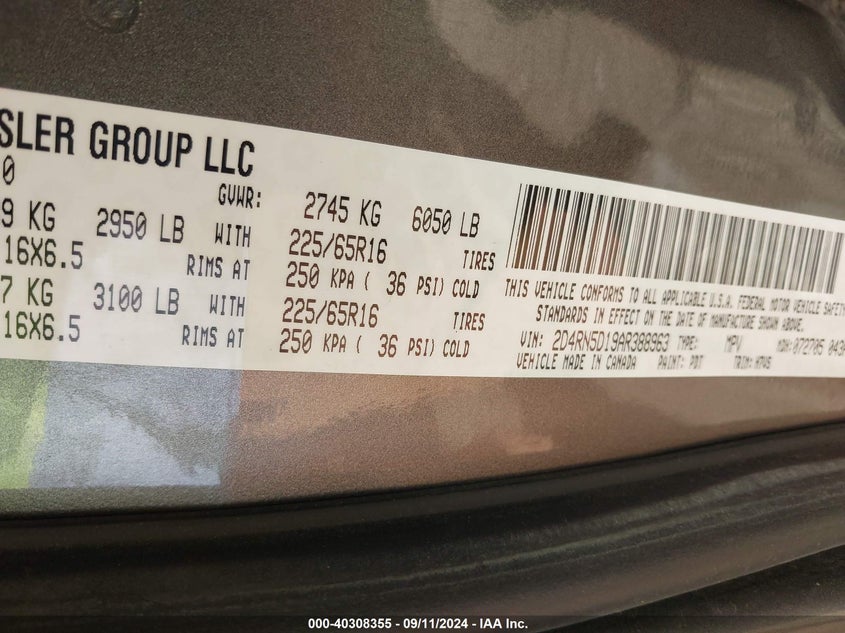 SLER GROUP LLC
0
GVWR: 2745 KG 6050 LB
9 KG 2950 LB WITH 225/65R16 TIRES
16X6.5 RIMS AT 250 KPA ( 36 PSI) COLD
7 KG 3100 LB WITH 225/65R16 TIRES
16X6.5 RIMS AT 250 KPA ( 36 PSI) COLD
THIS VEHICLE CONFORMS TO ALL APPLICABLE U.S.A. FEDERAL MOTOR VEHICLE SAFETY
STANDARDS IN EFFECT ON THE DATE OF MANUFACTURE SHOWN ABOVE.
VIN: 2D4RN5D19AR388963 TYPE: MPV MDH: 072705 043
VEHICLE MADE IN CANADA PAINT: PDT TRIM:
000-40308355 - 09/11/2024 - IAA Inc.